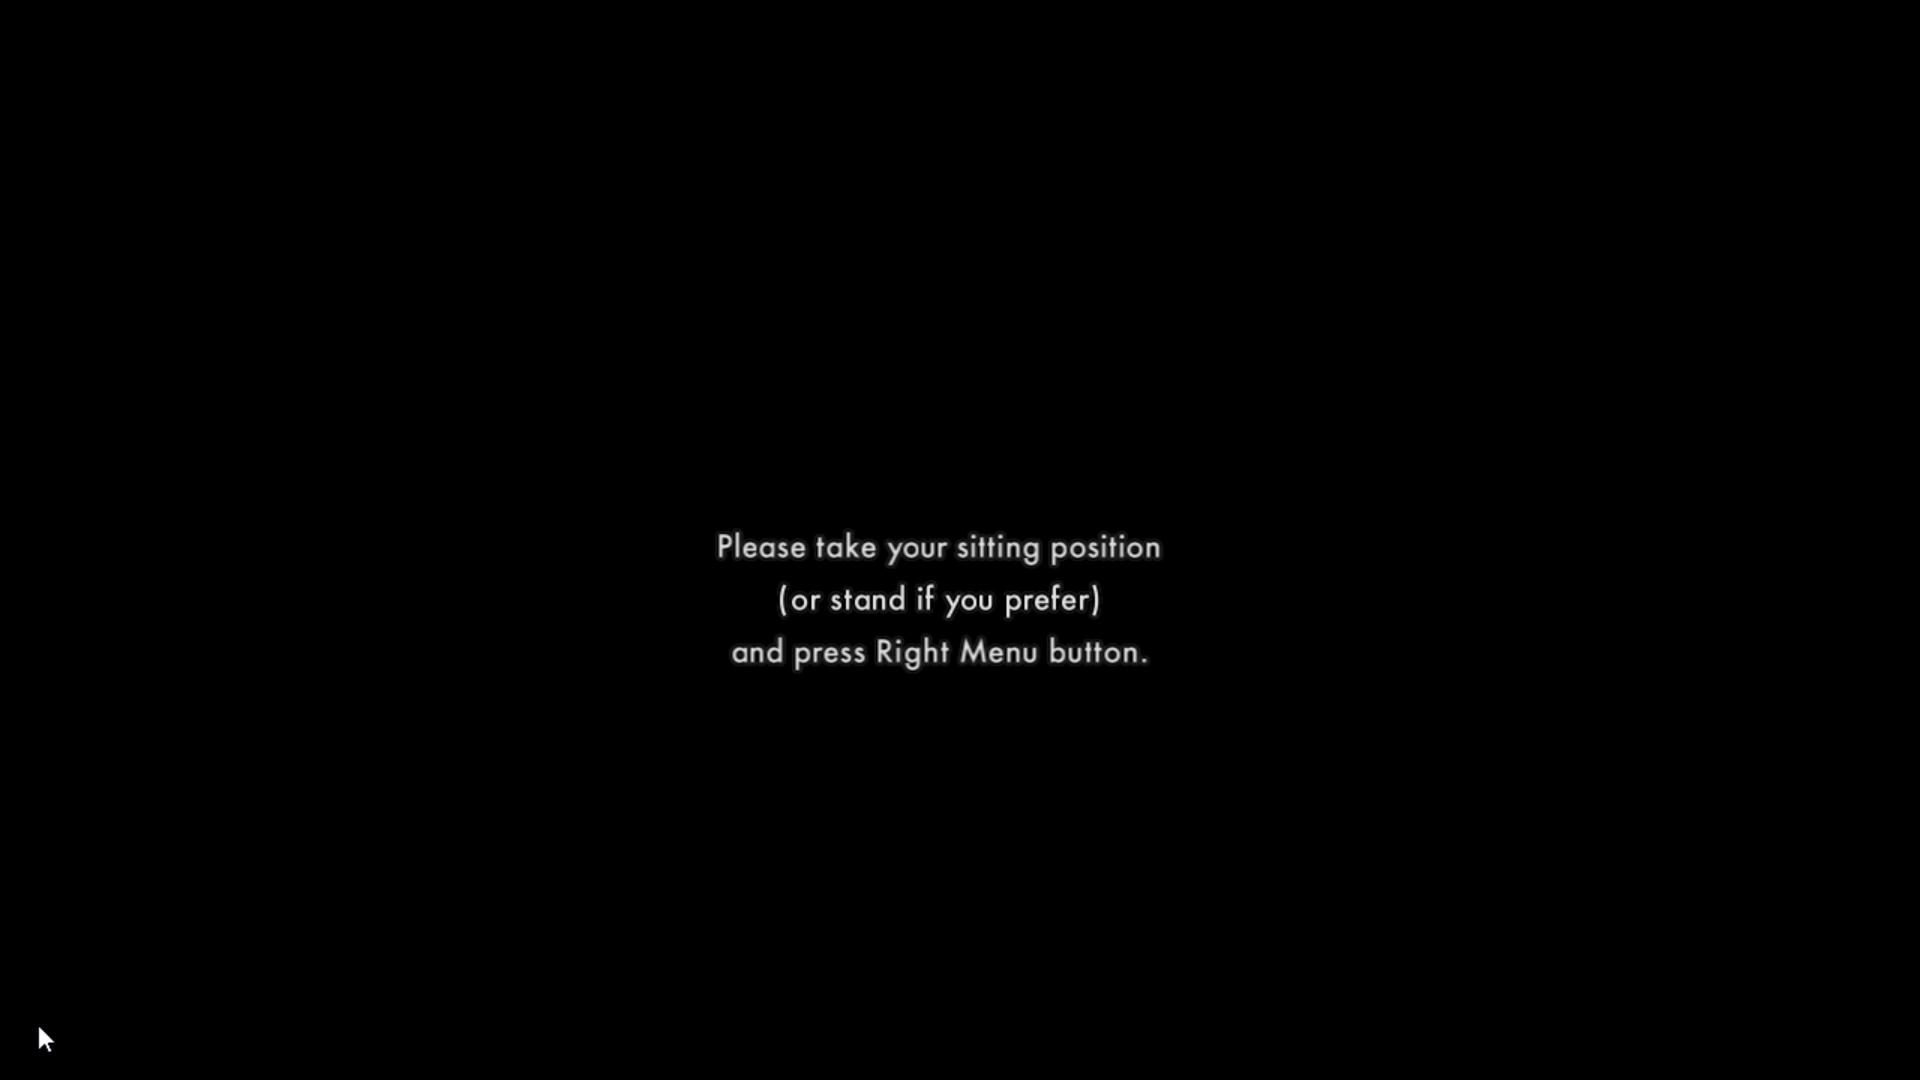 Please take your sitting position
(or stand if you prefer)
and press Right Menu button.